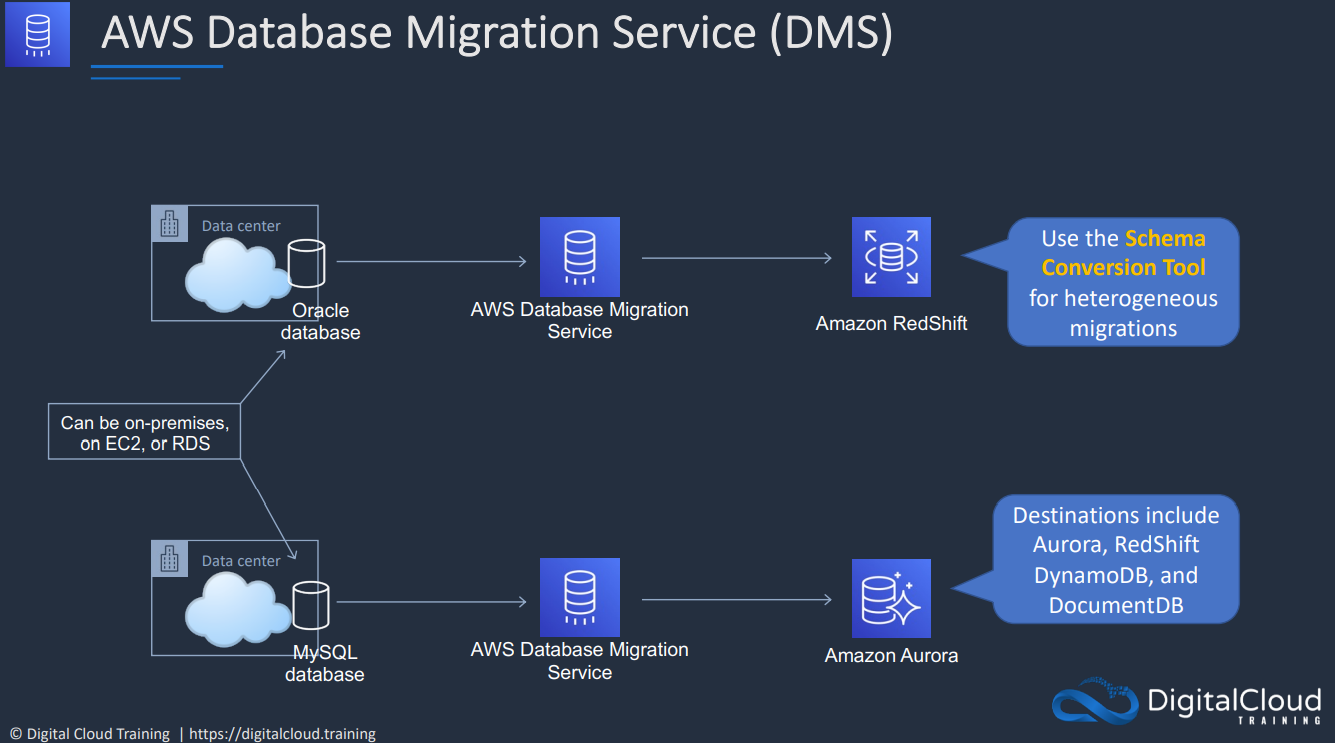 AWS Database Migration Service (DMS)
Data center
Oracle
database
AWS Database Migration
Service
Amazon RedShift
Use the Schema
Conversion Tool
for heterogeneous
migrations
Can be on-premises,
on EC2, or RDS
Data center
MySQL
database
AWS Database Migration
Service
Amazon Aurora
Destinations include
Aurora, RedShift
DynamoDB, and
DocumentDB
DigitalCloud
TRAINING
© Digital Cloud Training | https://digitalcloud.training